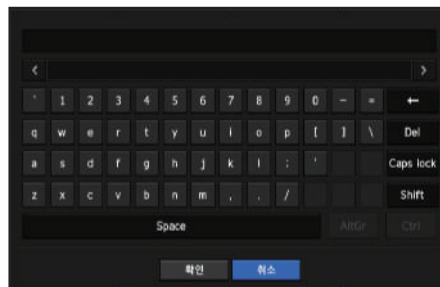 < >
` 1 2 3 4 5 6 7 8 9 0 - = ←
q w e r t y u i o p [ ] \ Del
a s d f g h j k l ; ' Caps lock
z x c v b n m , . / Shift
Space AltGr Ctrl
확인 취소